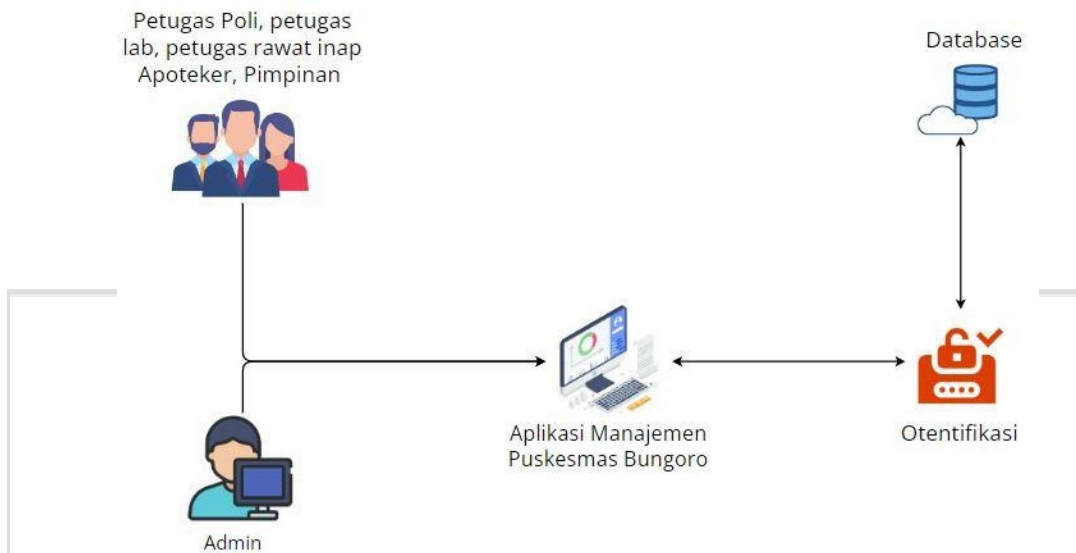 Petugas Poli, petugas
lab, petugas rawat inap
Apoteker, Pimpinan
Database
Aplikasi Manajemen
Puskesmas Bungoro
Otentifikasi
Admin